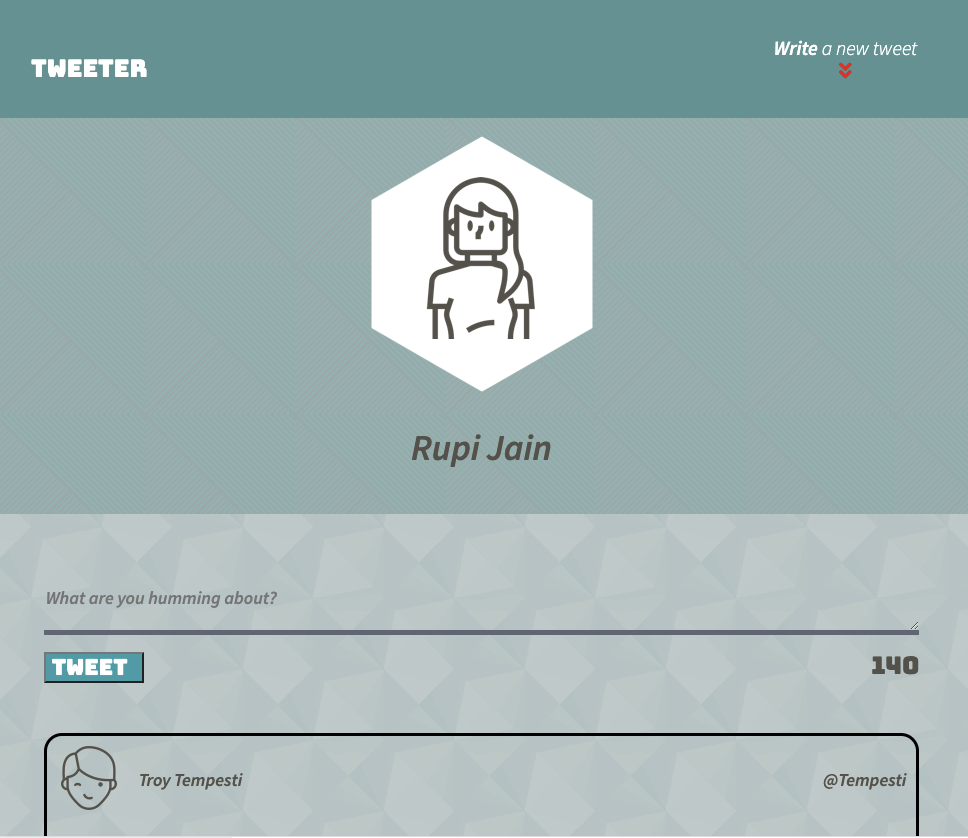 TWEETER
Write a new tweet
Rupi Jain
What are you humming about?
TWEET
140
Troy Tempesti
@Tempesti